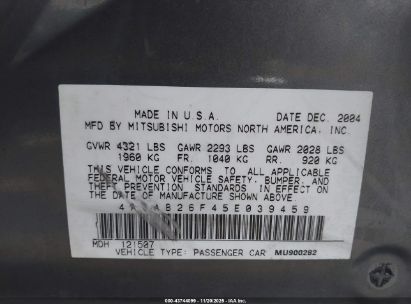 MADE IN U.S.A. DATE DEC. 2004
MFD BY MITSUBISHI MOTORS NORTH AMERICA, INC.
GVWR 4321 LBS GAWR 2293 LBS GAWR 2028 LBS
1960 KG FR. 1040 KG RR. 920 KG
THIS VEHICLE CONFORMS TO ALL APPLICABLE
FEDERAL MOTOR VEHICLE SAFETY, BUMPER, AND
THEFT PREVENTION STANDARDS IN EFFECT ON
THE DATE OF MANUFACTURE SHOWN ABOVE
MDH 121507
VEHICLE TYPE: PASSENGER CAR MU900282